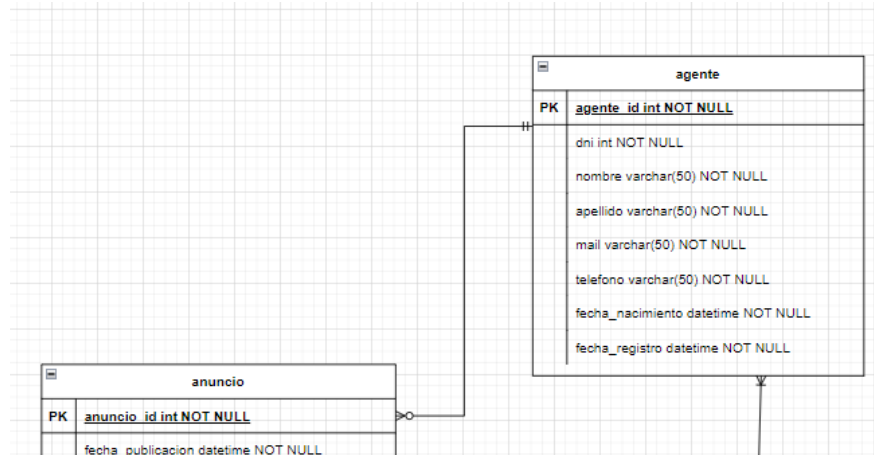 agente
PK agente_id int NOT NULL
dni int NOT NULL
nombre varchar(50) NOT NULL
apellido varchar(50) NOT NULL
mail varchar(50) NOT NULL
telefono varchar(50) NOT NULL
fecha_nacimiento datetime NOT NULL
fecha_registro datetime NOT NULL
anuncio
PK anuncio_id int NOT NULL
fecha_publicacion datetime NOT NULL